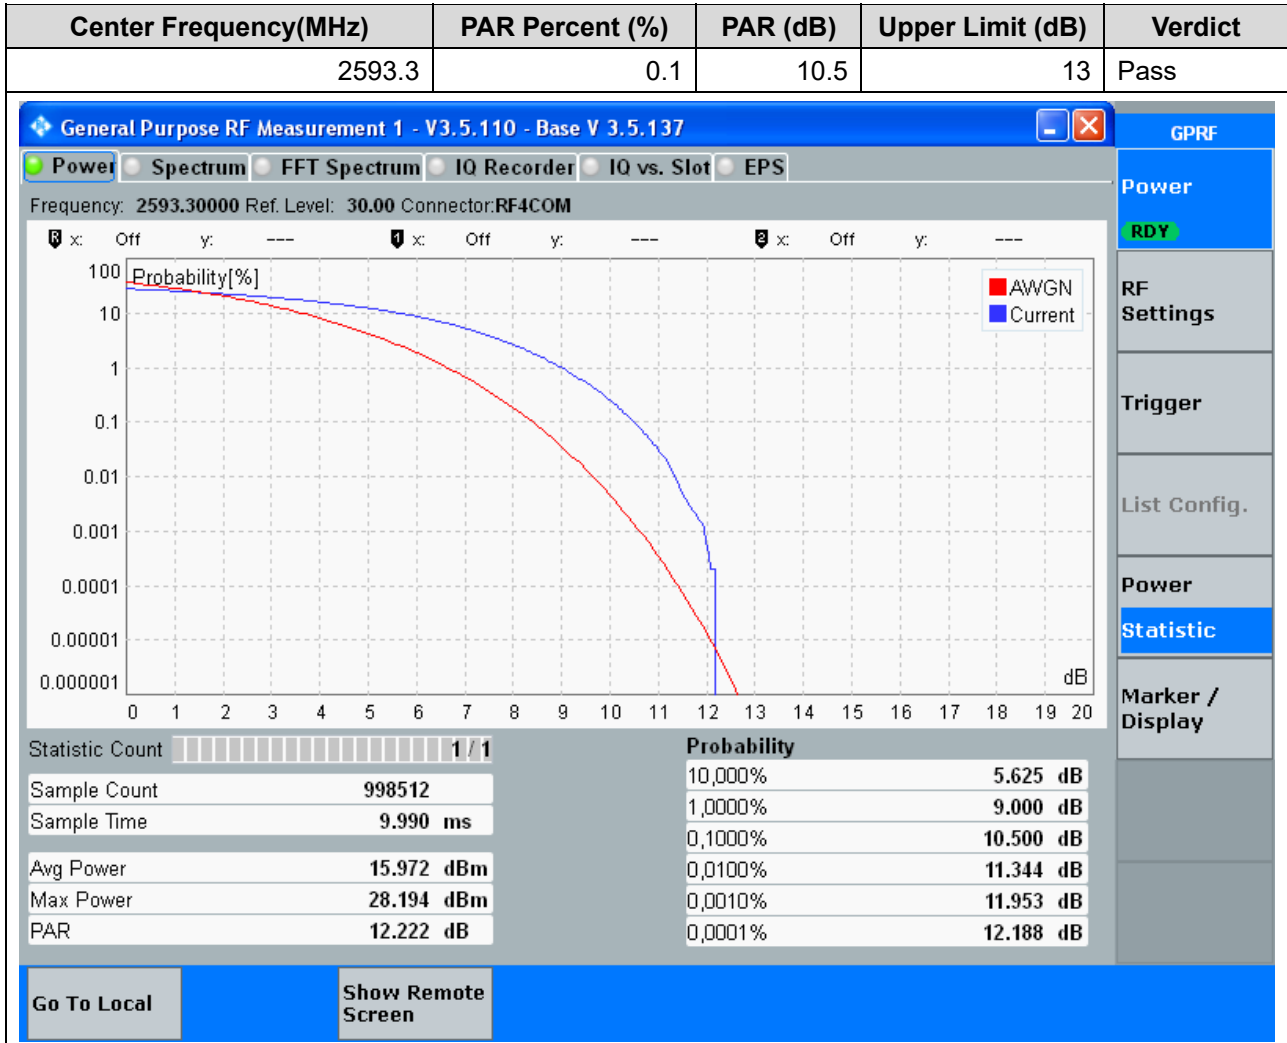 Center Frequency(MHz) PAR Percent (%) PAR (dB) Upper Limit (dB) Verdict
2593.3 0.1 10.5 13 Pass
General Purpose RF Measurement 1 - V3.5.110 - Base V 3.5.137
GPRF
Power Spectrum FFT Spectrum IQ Recorder IQ vs. Slot EPS
Frequency: 2593.30000 Ref. Level: 30.00 Connector:RF4COM
R x: Off y: --- 1 x: Off y: --- 2 x: Off y: ---
Probability[%]
AWGN
Current
100
10
1
0.1
0.01
0.001
0.0001
0.00001
0.000001
dB
0 1 2 3 4 5 6 7 8 9 10 11 12 13 14 15 16 17 18 19 20
Statistic Count 1 / 1
Sample Count 998512
Sample Time 9.990 ms
Avg Power 15.972 dBm
Max Power 28.194 dBm
PAR 12.222 dB
Probability
10,000% 5.625 dB
1,0000% 9.000 dB
0,1000% 10.500 dB
0,0100% 11.344 dB
0,0010% 11.953 dB
0,0001% 12.188 dB
Power
RDY
RF
Settings
Trigger
List Config.
Power
Statistic
Marker /
Display
Go To Local
Show Remote
Screen